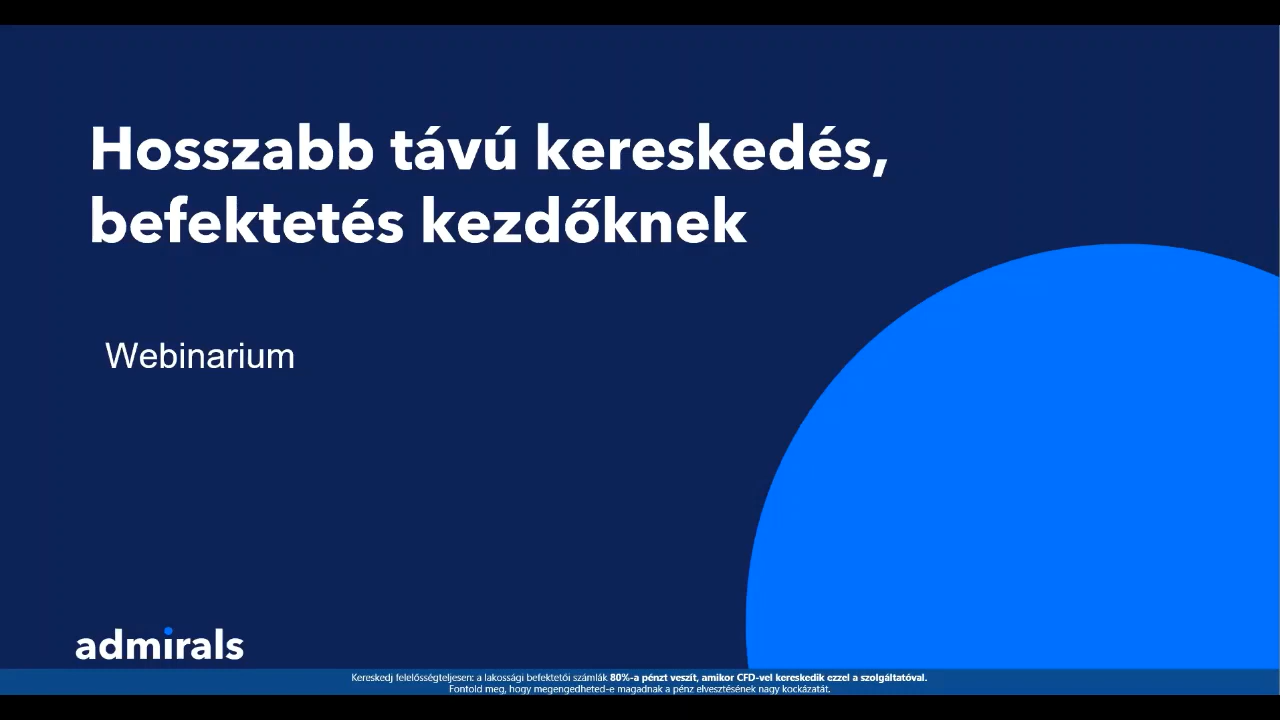 Hosszabb távú kereskedés,
befektetés kezdőknek
Webinarium
admirals
Kereskedj felelősségteljesen: a lakossági befektetői számlák 80%-a pénzt veszít, amikor CFD-vel kereskedik ezzel a szolgáltatóval.
Fontold meg, hogy megengedheted-e magadnak a pénz elvesztésének nagy kockázatát.